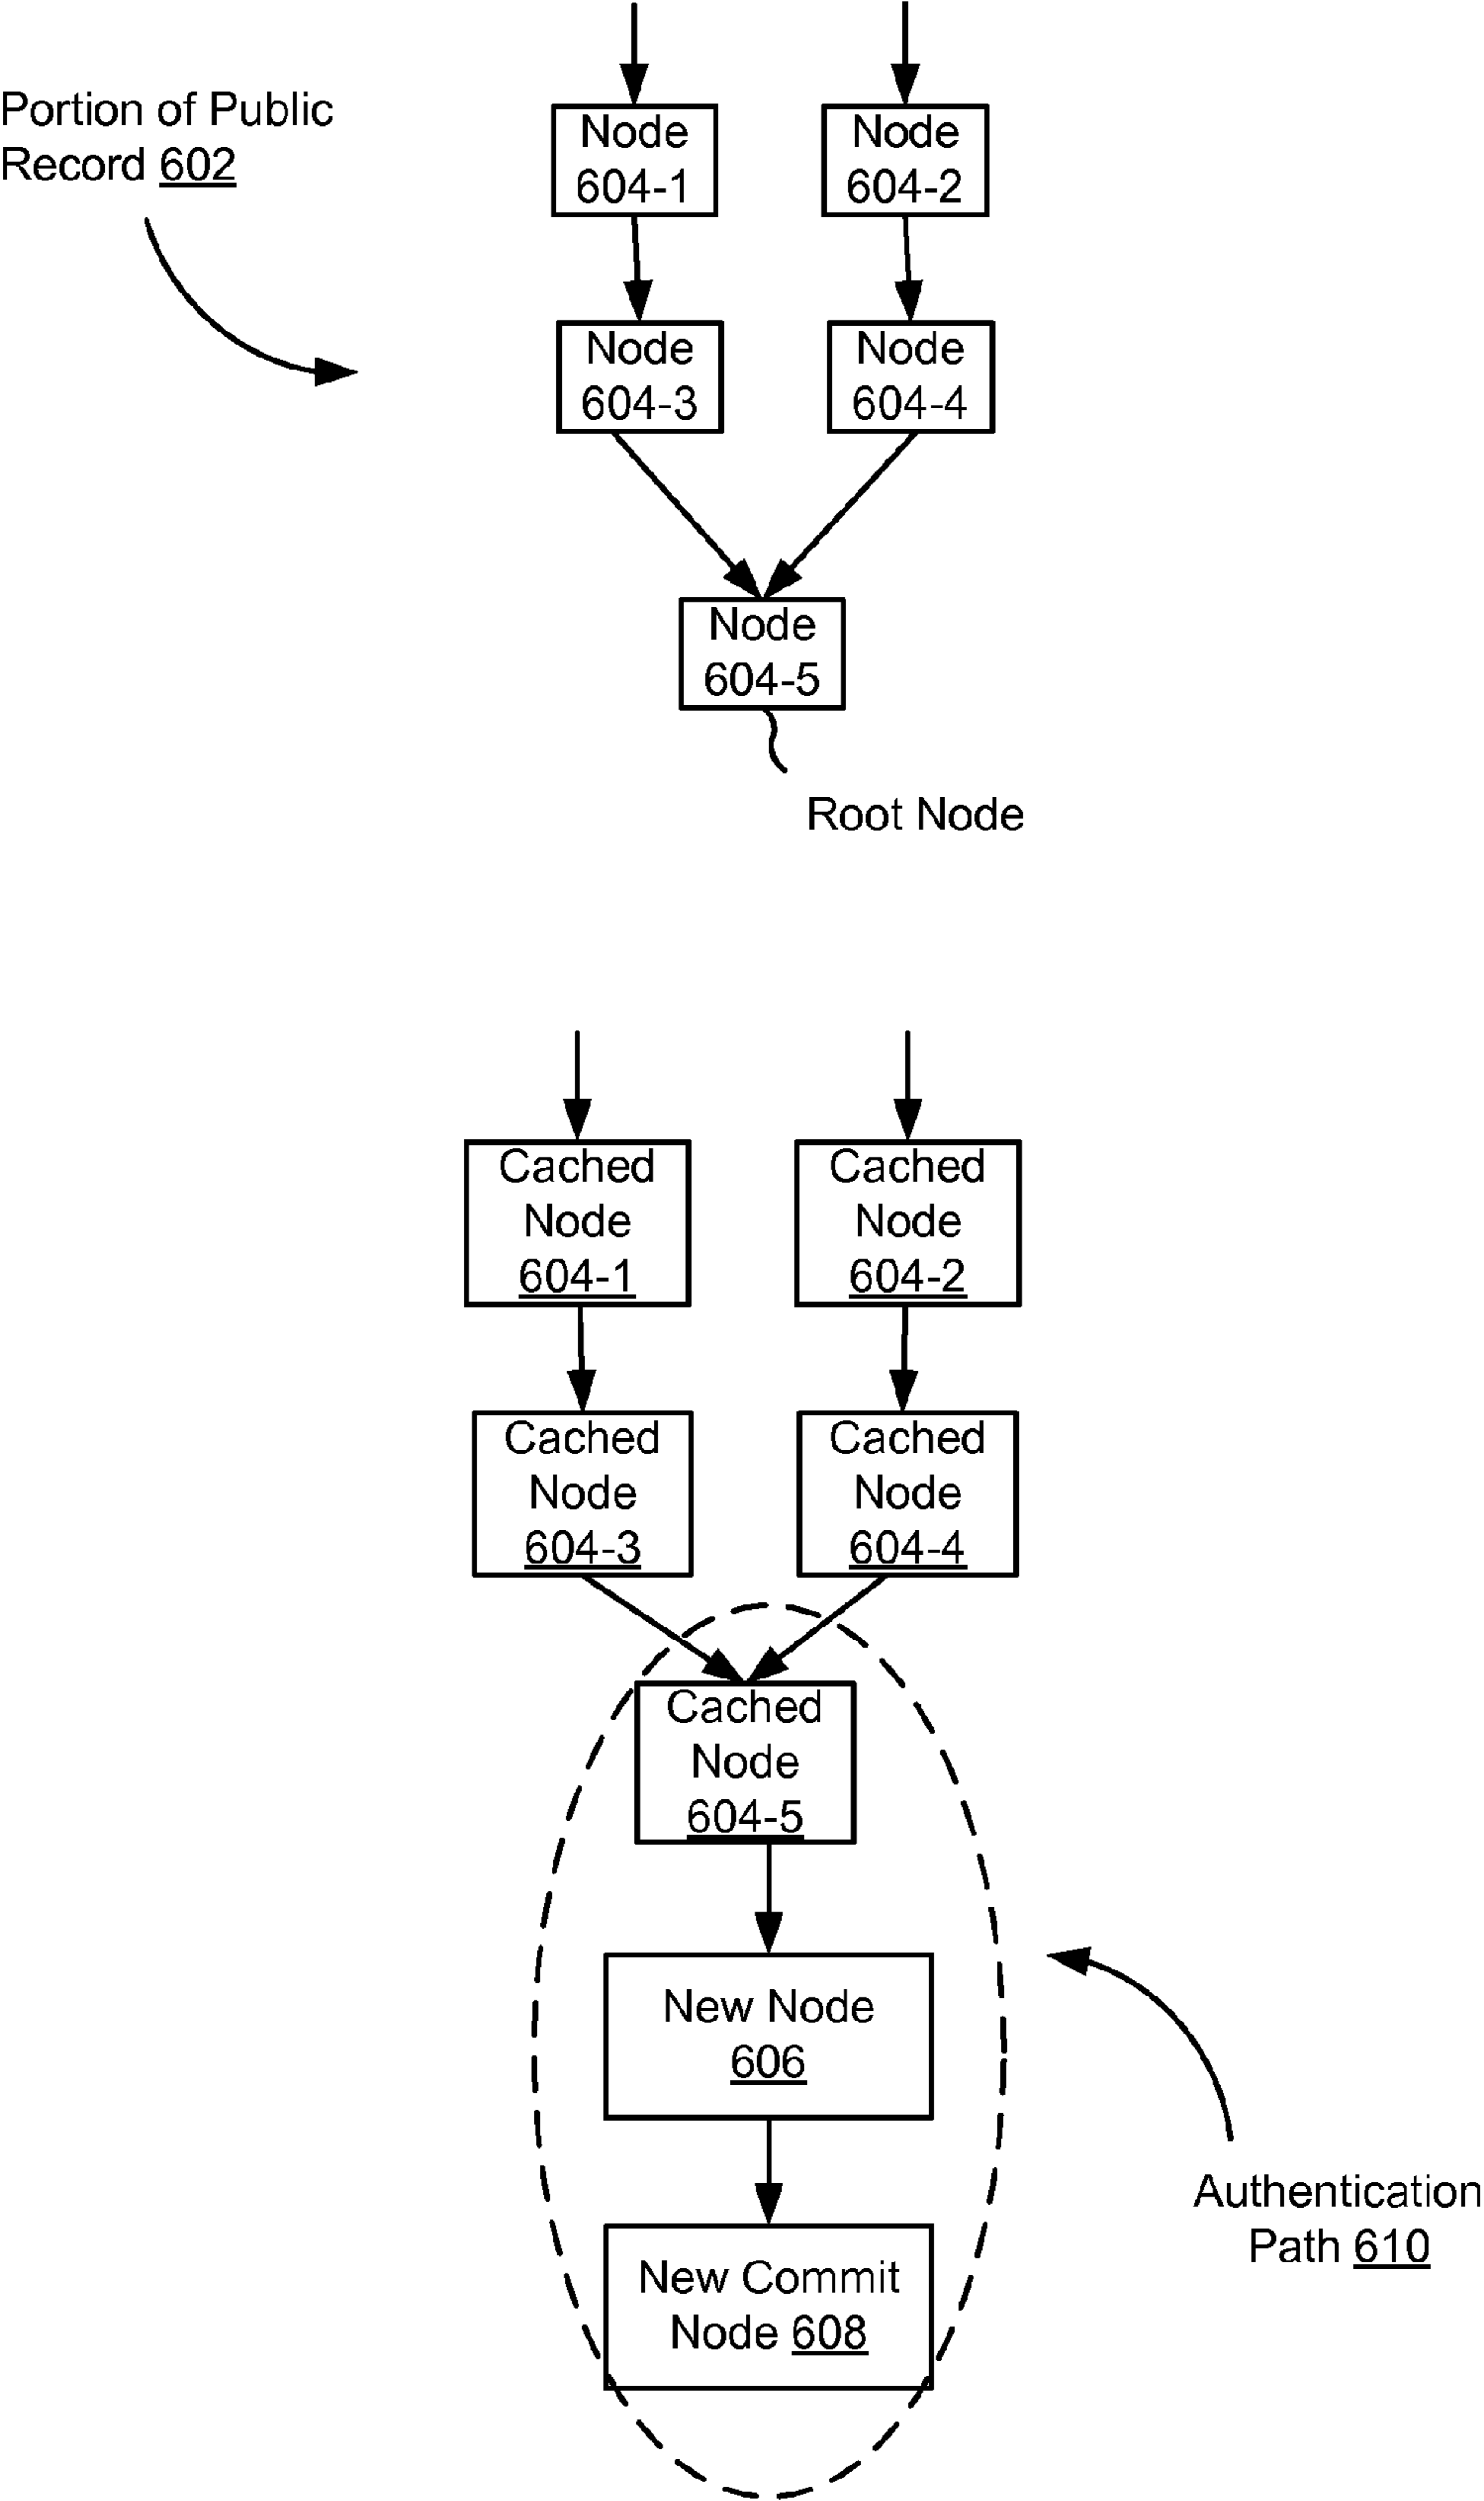 Portion of Public
Record 602
Node
604-1
Node
604-2
Node
604-3
Node
604-4
Node
604-5
Root Node
Cached
Node
604-1
Cached
Node
604-2
Cached
Node
604-3
Cached
Node
604-4
Cached
Node
604-5
New Node
606
New Commit
Node 608
Authentication
Path 610